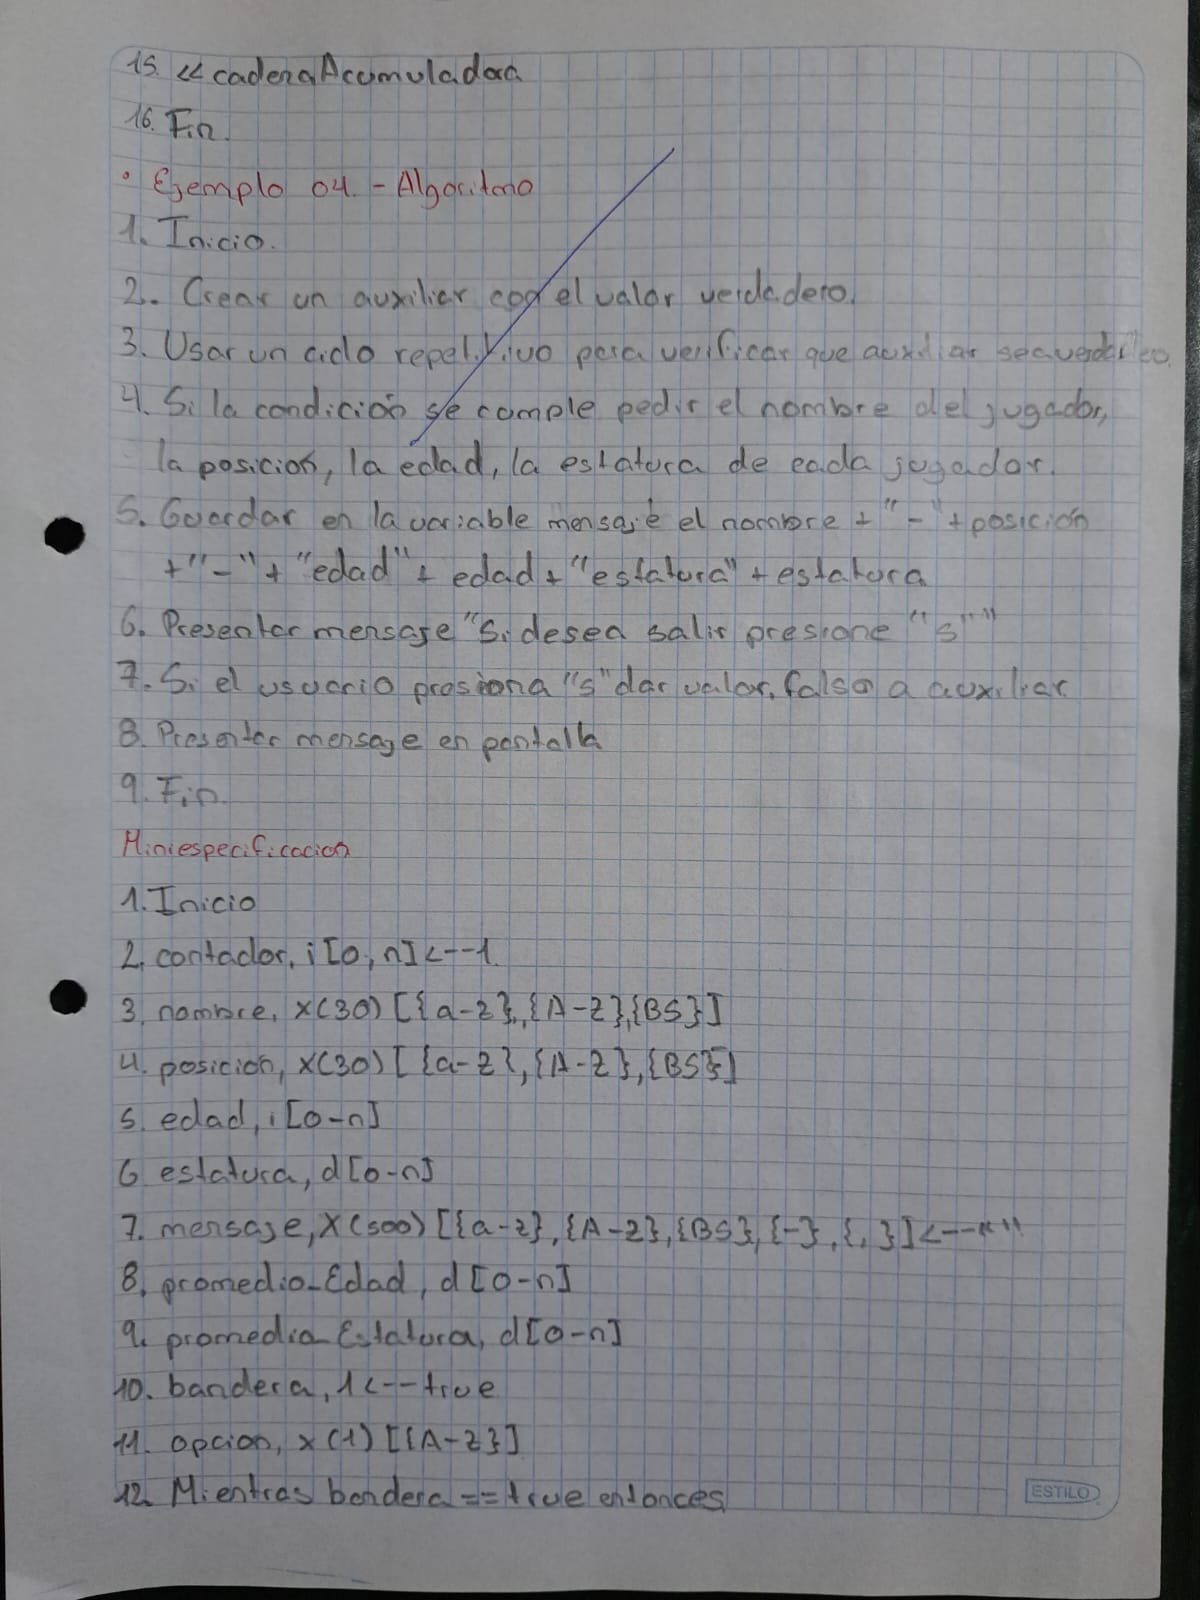 15. << cadenaAcumuladora
16. Fin.
• Ejemplo 04. - Algoritmo
1. Inicio.
2. Crear un auxiliar con el valor verdadero.
3. Usar un ciclo repetitivo para verificar que auxiliar sea verdadero.
4. Si la condición se comple pedir el nombre del jugador,
la posicion, la edad, la estatura de cada jugador.
5. Guardar en la variable mensaje el nombre + "-" + posición
+ "-" + "edad" + edad + "estatura" + estatura
6. Presentar mensaje "Si desea salir presione "s""
7. Si el usuario presiona "s" dar valor falso a auxiliar
8. Presentar mensaje en pantalla
9. Fin.
Miniespecificacion
1. Inicio
2. contador, i [0, n] <--1
3. nombre, x(30) [{a-z},{A-Z},{BS}]
4. posicion, x(30) [{a-z},{A-Z},{BS}]
5. edad, i [0-n]
6 estatura, d [0-n]
7. mensaje, X(500) [{a-z},{A-Z},{BS},{-},{,}] <--""
8. promedio_Edad, d [0-n]
9. promedio_Estatura, d [0-n]
10. bandera, 1 <-- true
11. opcion, x(1) [{A-Z}]
12. Mientras bandera == true entonces
ESTILO